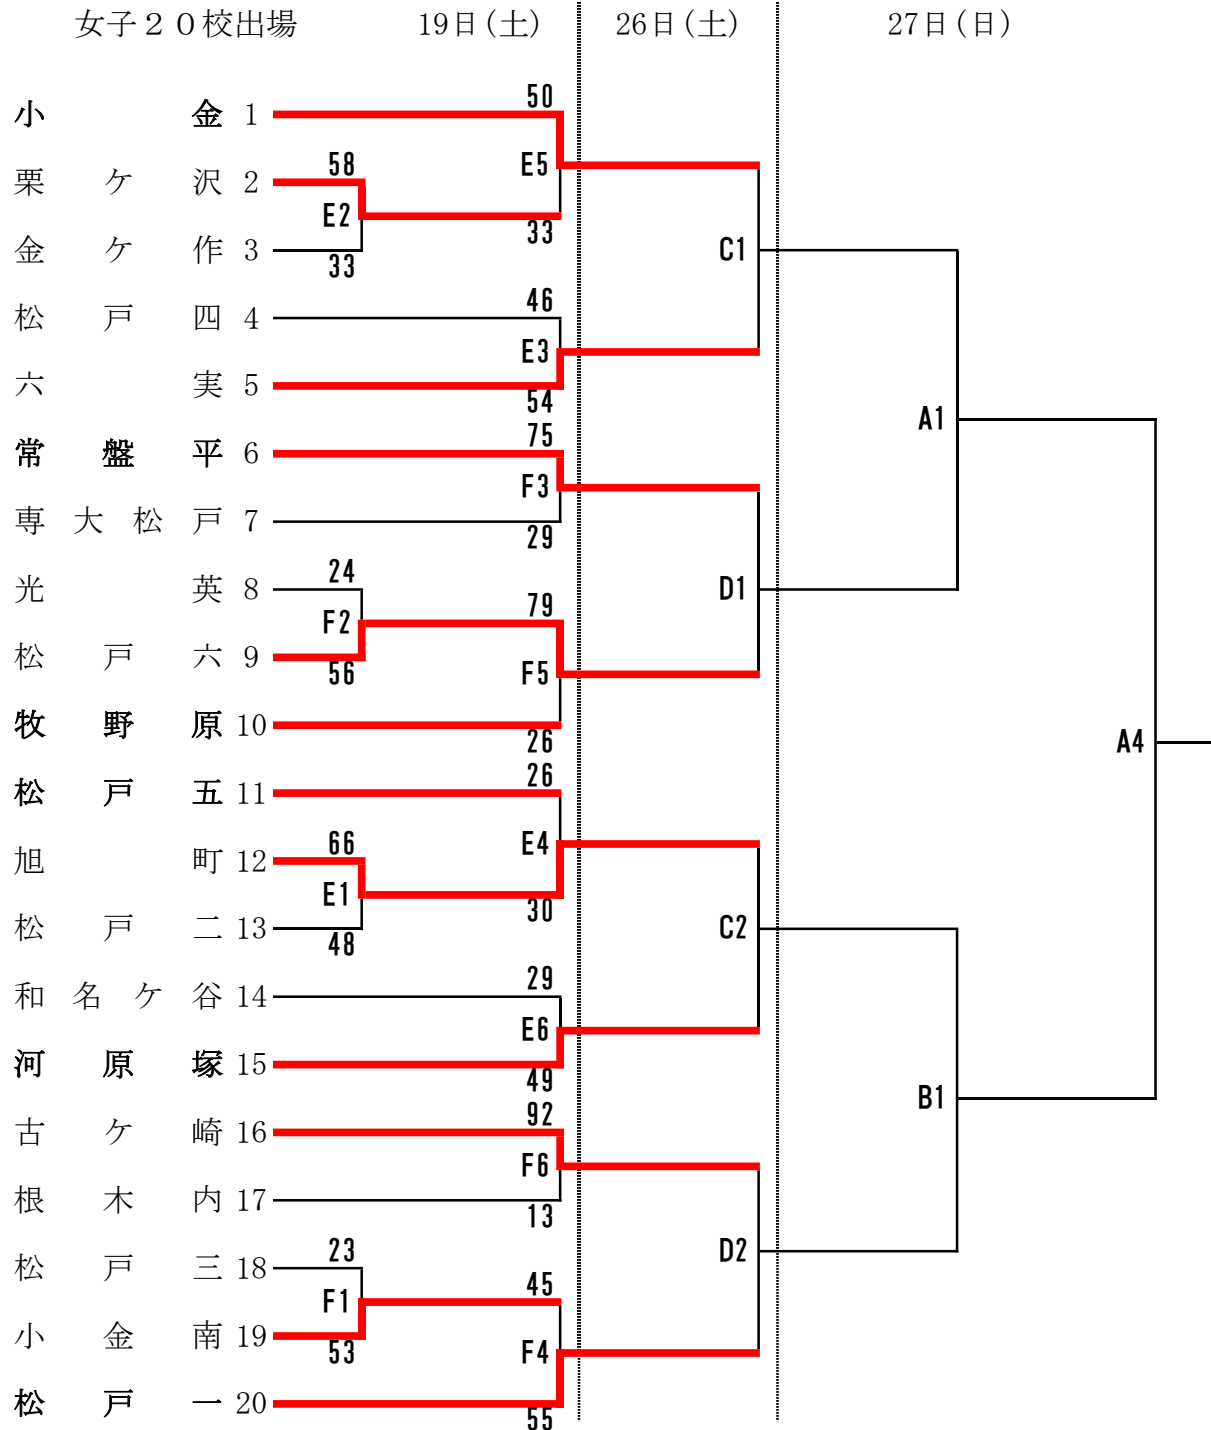 女子２０校出場 19日(土) 26日(土) 27日(日)
50
小金 1
E5
58
栗ケ沢 2
E2
33
C1
金ケ作 3
33
46
松戸四 4
E3
六実 5
54
A1
75
常盤平 6
F3
専大松戸 7
29
24
光英 8
D1
79
F2
松戸六 9
56
F5
牧野原 10
26
A4
26
松戸五 11
66
E4
旭町 12
E1
30
松戸二 13
C2
48
29
和名ケ谷 14
E6
河原塚 15
49
B1
92
古ケ崎 16
F6
根木内 17
13
23
D2
松戸三 18
45
F1
小金南 19
53
F4
松戸一 20
55